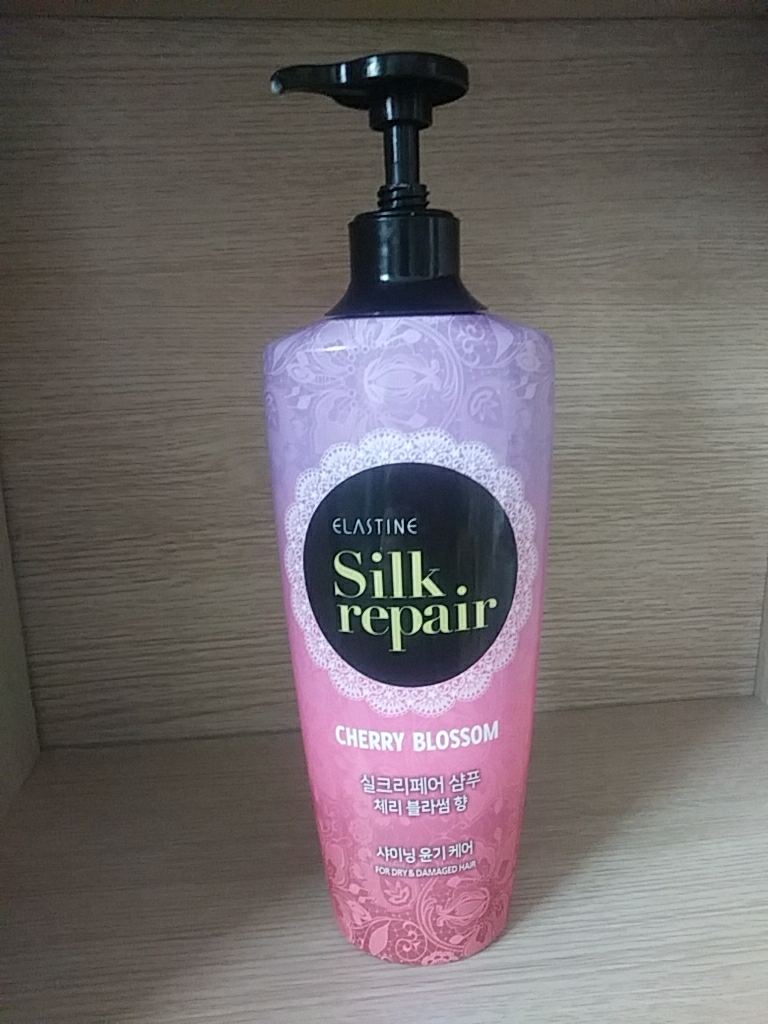 ELASTINE
Silk
repair
CHERRY BLOSSOM
실크리페어 샴푸
체리 블라썸 향
샤이닝 윤기 케어
FOR DRY & DAMAGED HAIR